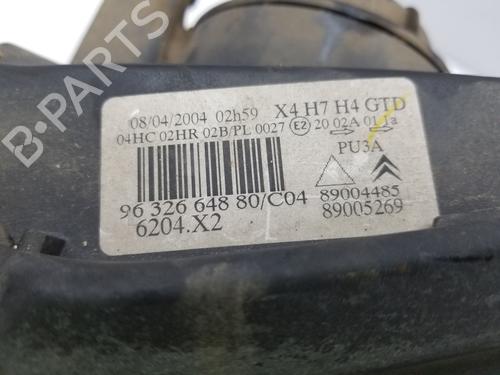 08/04/2004 02h59 X4 H7 H4 GTD
04HC 02HR 02B/PL 0027 E2 20 02A 01 1a
PU3A
96 326 648 80/C04
89004485
6204.X2
89005269
B-PARTS